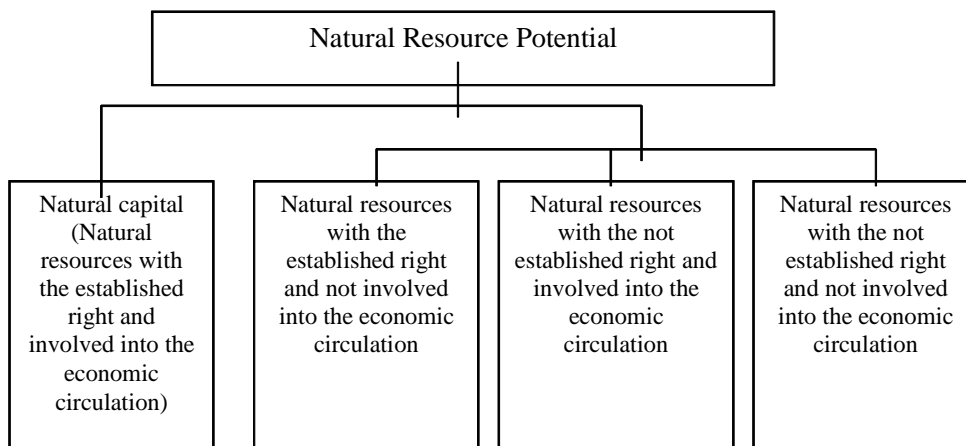 Natural Resource Potential
Natural capital
(Natural
resources with
the established
right and
involved into the
economic
circulation)
Natural resources
with the
established right
and not involved
into the economic
circulation
Natural resources
with the not
established right and
involved into the
economic
circulation
Natural resources
with the not
established right
and not involved
into the economic
circulation